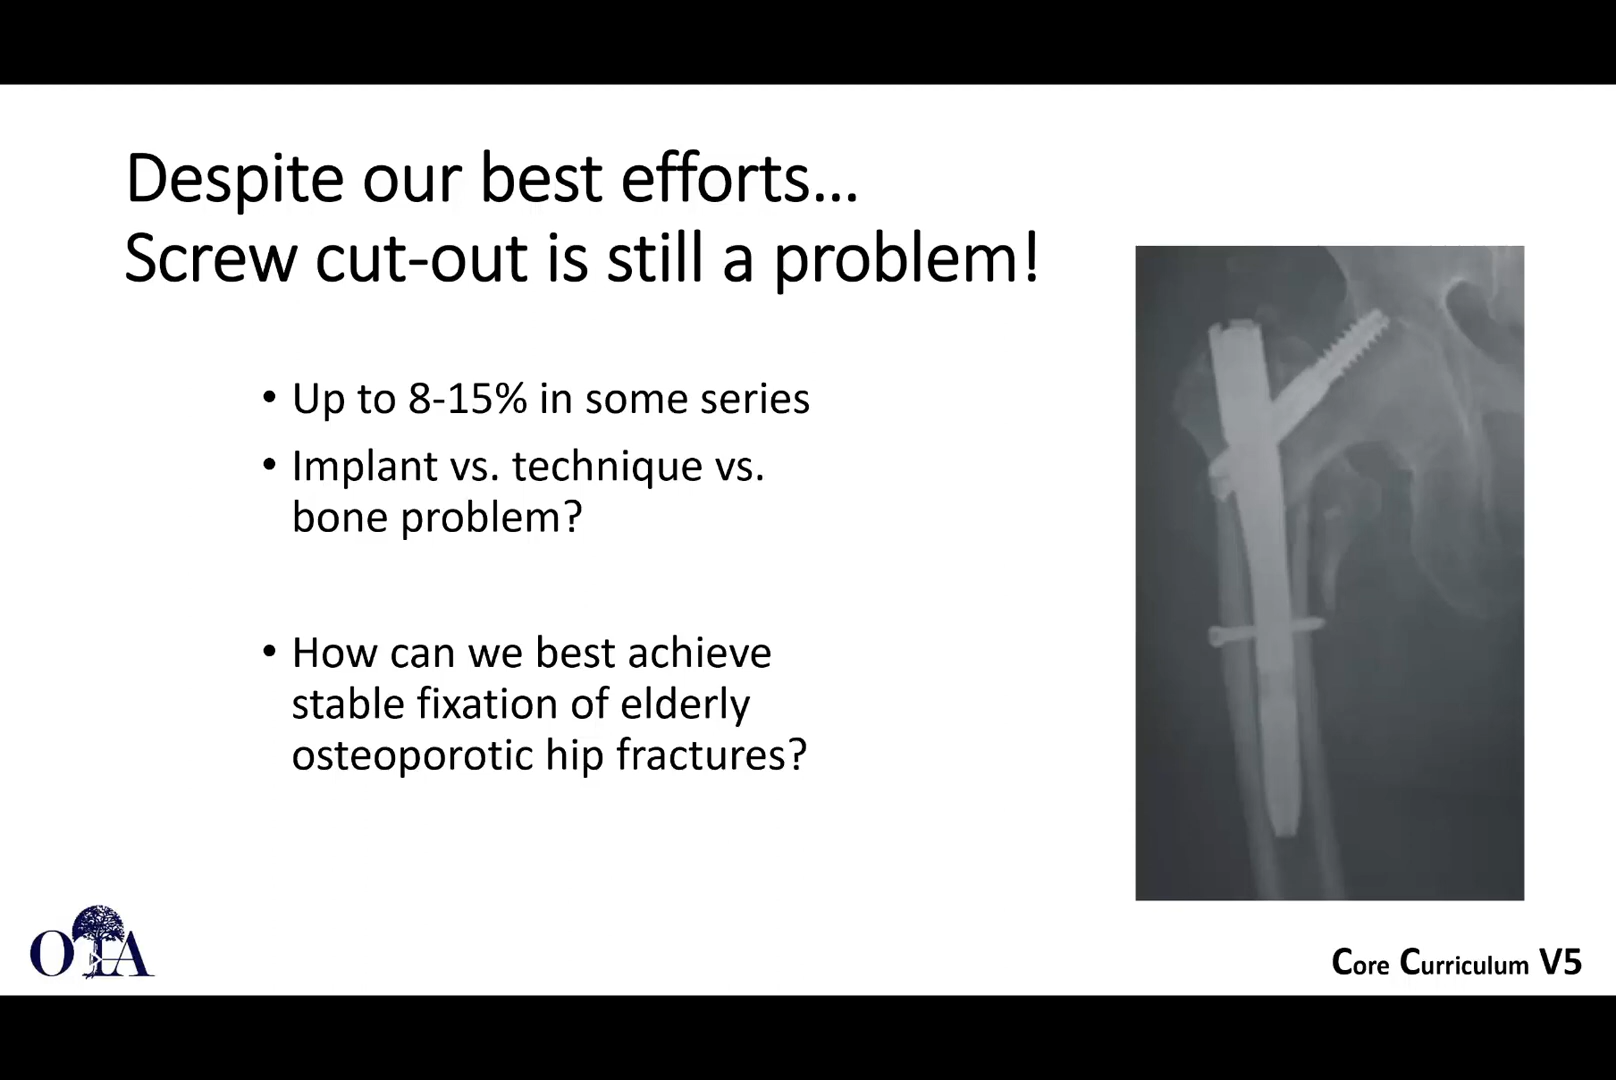 Despite our best efforts...
Screw cut-out is still a problem!
• Up to 8-15% in some series
• Implant vs. technique vs.
bone problem?
• How can we best achieve
stable fixation of elderly
osteoporotic hip fractures?
OTA
Core Curriculum V5